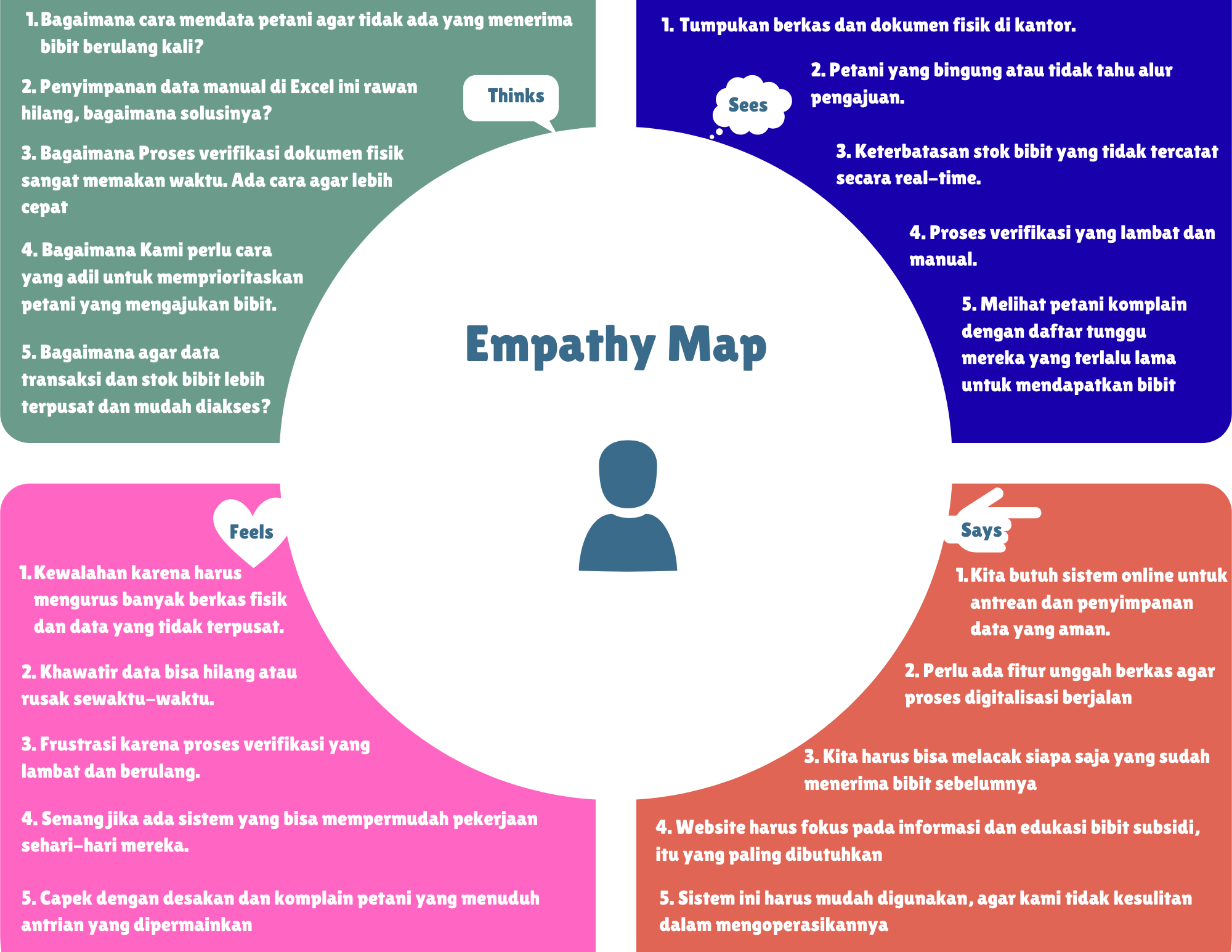 1. Bagaimana cara mendata petani agar tidak ada yang menerima
bibit berulang kali?
2. Penyimpanan data manual di Excel ini rawan
hilang, bagaimana solusinya?
3. Bagaimana Proses verifikasi dokumen fisik
sangat memakan waktu. Ada cara agar lebih
cepat
4. Bagaimana Kami perlu cara
yang adil untuk memprioritaskan
petani yang mengajukan bibit.
5. Bagaimana agar data
transaksi dan stok bibit lebih
terpusat dan mudah diakses?
Thinks
1. Tumpukan berkas dan dokumen fisik di kantor.
2. Petani yang bingung atau tidak tahu alur
pengajuan.
Sees
3. Keterbatasan stok bibit yang tidak tercatat
secara real-time.
4. Proses verifikasi yang lambat dan
manual.
5. Melihat petani komplain
dengan daftar tunggu
mereka yang terlalu lama
untuk mendapatkan bibit
Empathy Map
Feels
1. Kewalahan karena harus
mengurus banyak berkas fisik
dan data yang tidak terpusat.
2. Khawatir data bisa hilang atau
rusak sewaktu-waktu.
3. Frustrasi karena proses verifikasi yang
lambat dan berulang.
4. Senang jika ada sistem yang bisa mempermudah pekerjaan
sehari-hari mereka.
5. Capek dengan desakan dan komplain petani yang menuduh
antrian yang dipermainkan
Says
1. Kita butuh sistem online untuk
antrean dan penyimpanan
data yang aman.
2. Perlu ada fitur unggah berkas agar
proses digitalisasi berjalan
3. Kita harus bisa melacak siapa saja yang sudah
menerima bibit sebelumnya
4. Website harus fokus pada informasi dan edukasi bibit subsidi,
itu yang paling dibutuhkan
5. Sistem ini harus mudah digunakan, agar kami tidak kesulitan
dalam mengoperasikannya